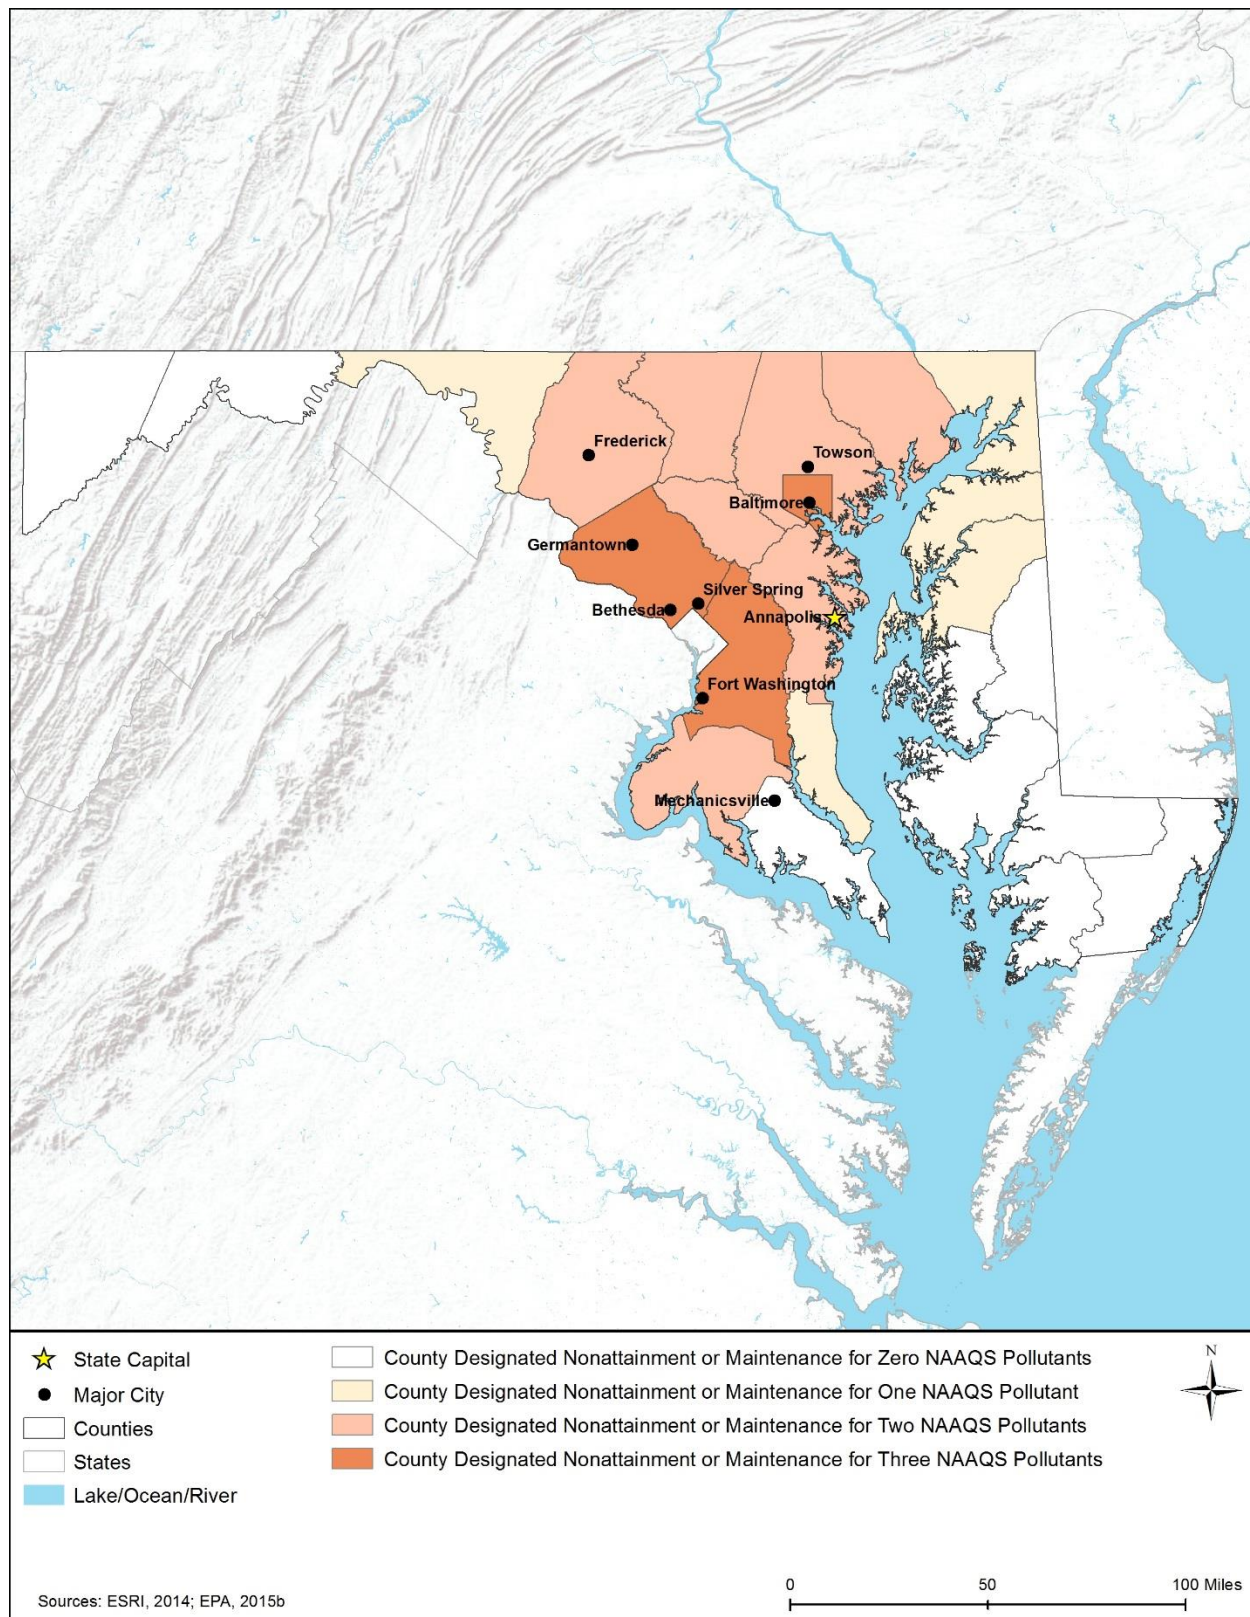 Frederick
Towson
Baltimore
Germantown
Silver Spring
Bethesda
Annapolis
Fort Washington
Mechanicsville
State Capital
Major City
Counties
States
Lake/Ocean/River
County Designated Nonattainment or Maintenance for Zero NAAQS Pollutants
County Designated Nonattainment or Maintenance for One NAAQS Pollutant
County Designated Nonattainment or Maintenance for Two NAAQS Pollutants
County Designated Nonattainment or Maintenance for Three NAAQS Pollutants
N
0 50 100 Miles
Sources: ESRI, 2014; EPA, 2015b